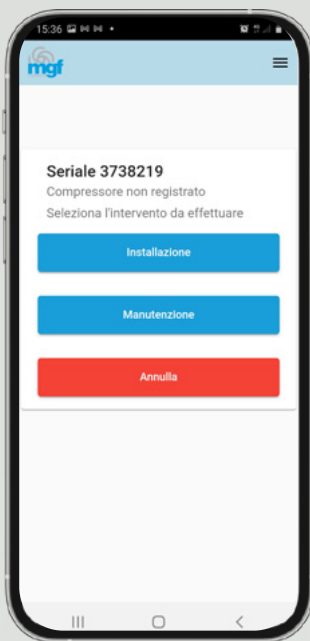 15:36
mgf
Seriale 3738219
Compressore non registrato
Seleziona l'intervento da effettuare
Installazione
Manutenzione
Annulla